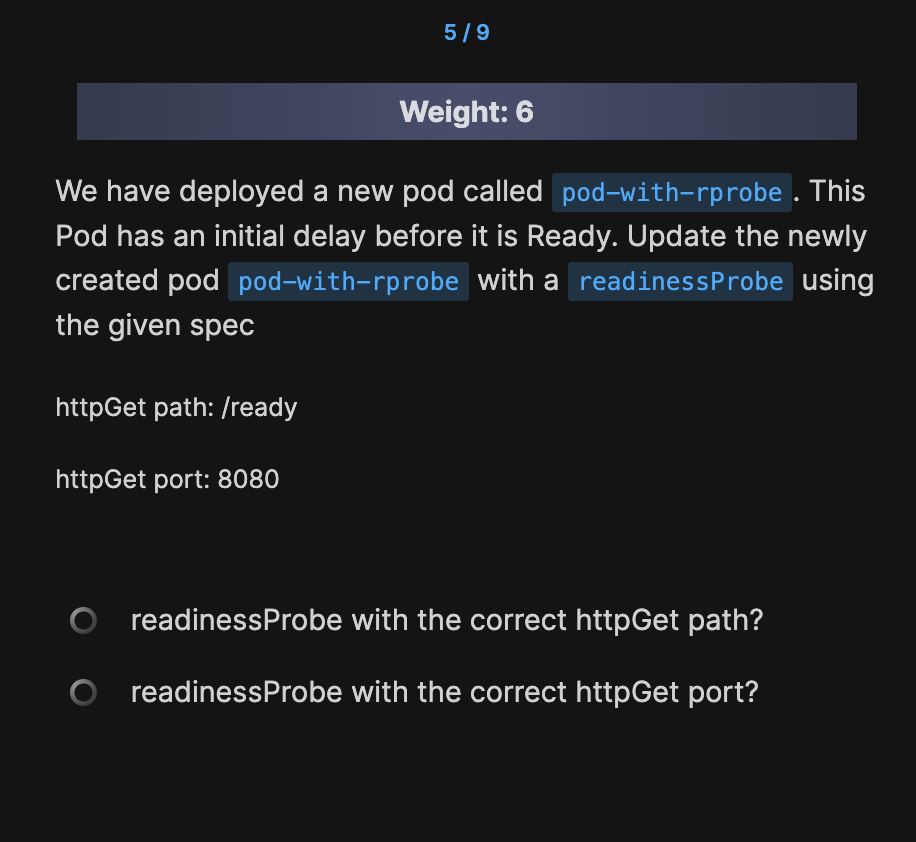 5 / 9
Weight: 6
We have deployed a new pod called pod-with-rprobe. This
Pod has an initial delay before it is Ready. Update the newly
created pod pod-with-rprobe with a readinessProbe using
the given spec
httpGet path: /ready
httpGet port: 8080
readinessProbe with the correct httpGet path?
readinessProbe with the correct httpGet port?